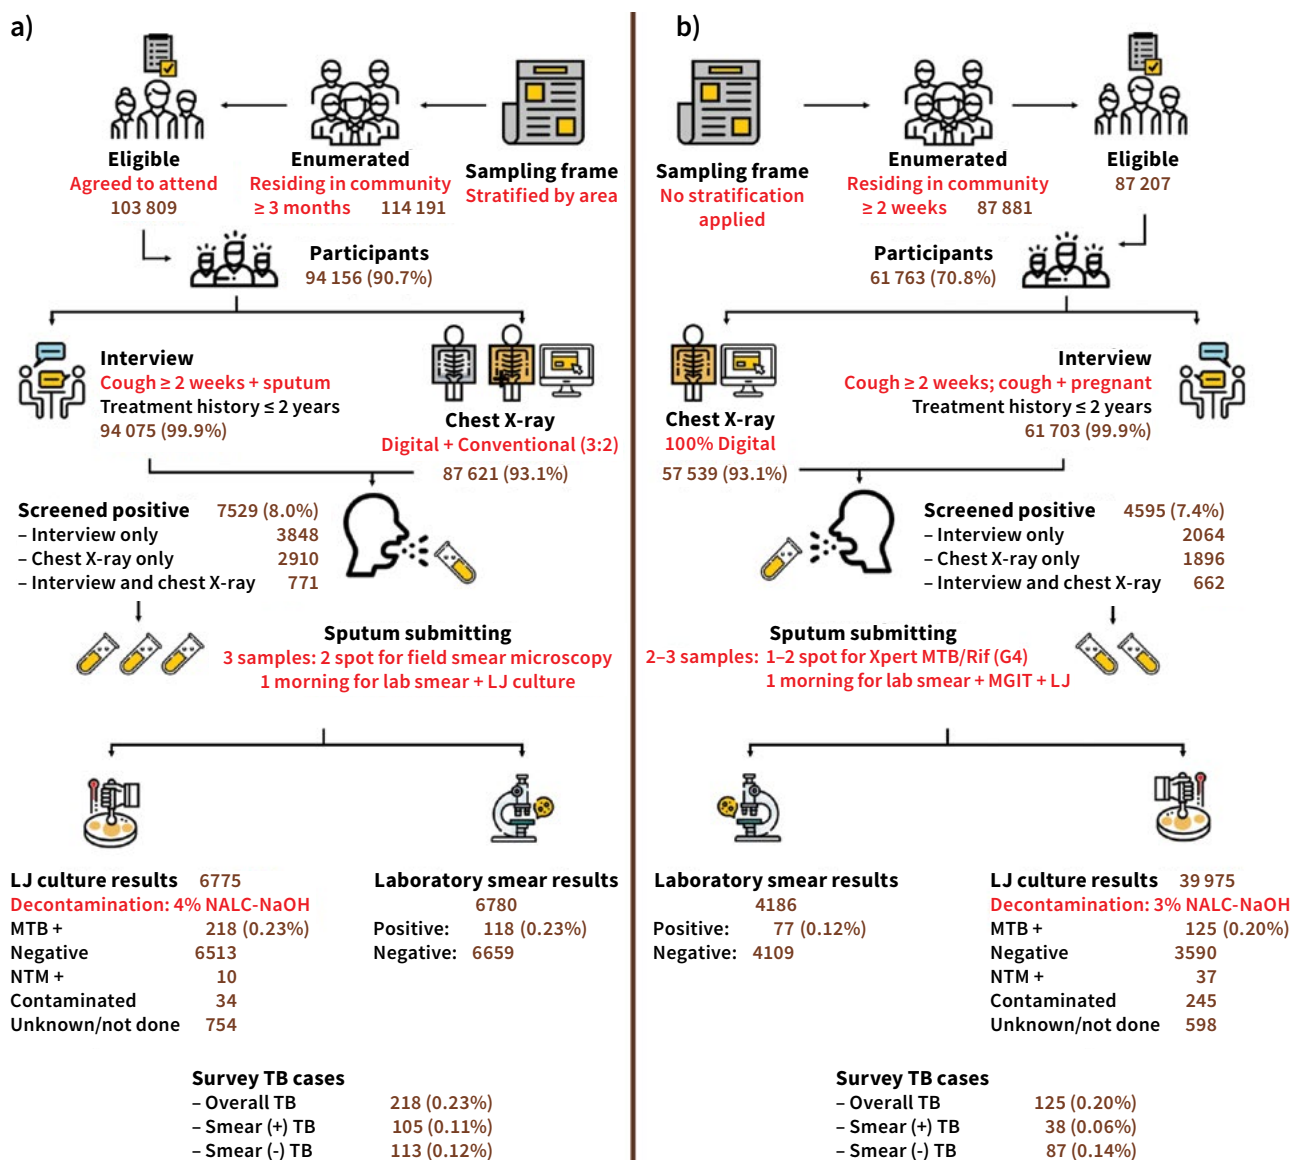 a)
Eligible
Agreed to attend
103 809
Enumerated
Residing in community
≥ 3 months 114 191
Sampling frame
Stratified by area
Participants
94 156 (90.7%)
Interview
Cough ≥ 2 weeks + sputum
Treatment history ≤ 2 years
94 075 (99.9%)
Chest X-ray
Digital + Conventional (3:2)
87 621 (93.1%)
Screened positive 7529 (8.0%)
– Interview only 3848
– Chest X-ray only 2910
– Interview and chest X-ray 771
Sputum submitting
3 samples: 2 spot for field smear microscopy
1 morning for lab smear + LJ culture
LJ culture results 6775
Decontamination: 4% NALC-NaOH
MTB + 218 (0.23%)
Negative 6513
NTM + 10
Contaminated 34
Unknown/not done 754
Laboratory smear results
6780
Positive: 118 (0.23%)
Negative: 6659
Survey TB cases
– Overall TB 218 (0.23%)
– Smear (+) TB 105 (0.11%)
– Smear (-) TB 113 (0.12%)
b)
Sampling frame
No stratification
applied
Enumerated
Residing in community
≥ 2 weeks 87 881
Eligible
87 207
Participants
61 763 (70.8%)
Chest X-ray
100% Digital
57 539 (93.1%)
Interview
Cough ≥ 2 weeks; cough + pregnant
Treatment history ≤ 2 years
61 703 (99.9%)
Screened positive 4595 (7.4%)
– Interview only 2064
– Chest X-ray only 1896
– Interview and chest X-ray 662
Sputum submitting
2–3 samples: 1–2 spot for Xpert MTB/Rif (G4)
1 morning for lab smear + MGIT + LJ
Laboratory smear results
4186
Positive: 77 (0.12%)
Negative: 4109
LJ culture results 39 975
Decontamination: 3% NALC-NaOH
MTB + 125 (0.20%)
Negative 3590
NTM + 37
Contaminated 245
Unknown/not done 598
Survey TB cases
– Overall TB 125 (0.20%)
– Smear (+) TB 38 (0.06%)
– Smear (-) TB 87 (0.14%)